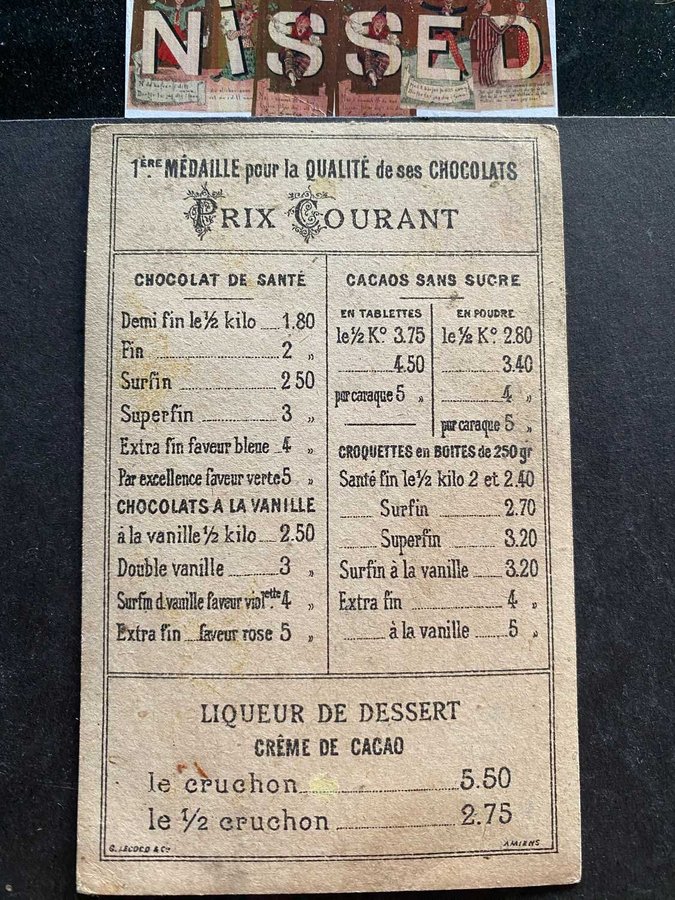 NISSED
1ÈRE MÉDAILLE pour la QUALITÉ de ses CHOCOLATS
PRIX COURANT
CHOCOLAT DE SANTÉ
Demi fin le ½ kilo 1.80
Fin 2 „
Surfin 2 50
Superfin 3 „
Extra fin faveur bleue 4 „
Par excellence faveur verte 5 „
CHOCOLATS A LA VANILLE
à la vanille ½ kilo 2.50
Double vanille 3 „
Surfin d. vanille faveur violette 4 „
Extra fin faveur rose 5 „
CACAOS SANS SUCRE
EN TABLETTES
le ½ Kº 3.75
4.50
par caraque 5 „
EN POUDRE
le ½ Kº 2.80
3.40
4 „
par caraque 5 „
CROQUETTES en BOITES de 250 gr
Santé fin le ½ kilo 2 et 2.40
Surfin 2.70
Superfin 3.20
Surfin à la vanille 3.20
Extra fin 4 „
à la vanille 5 „
LIQUEUR DE DESSERT
CRÊME DE CACAO
le cruchon 5.50
le ½ cruchon 2.75
G. LECOCQ & Cie
AMIENS